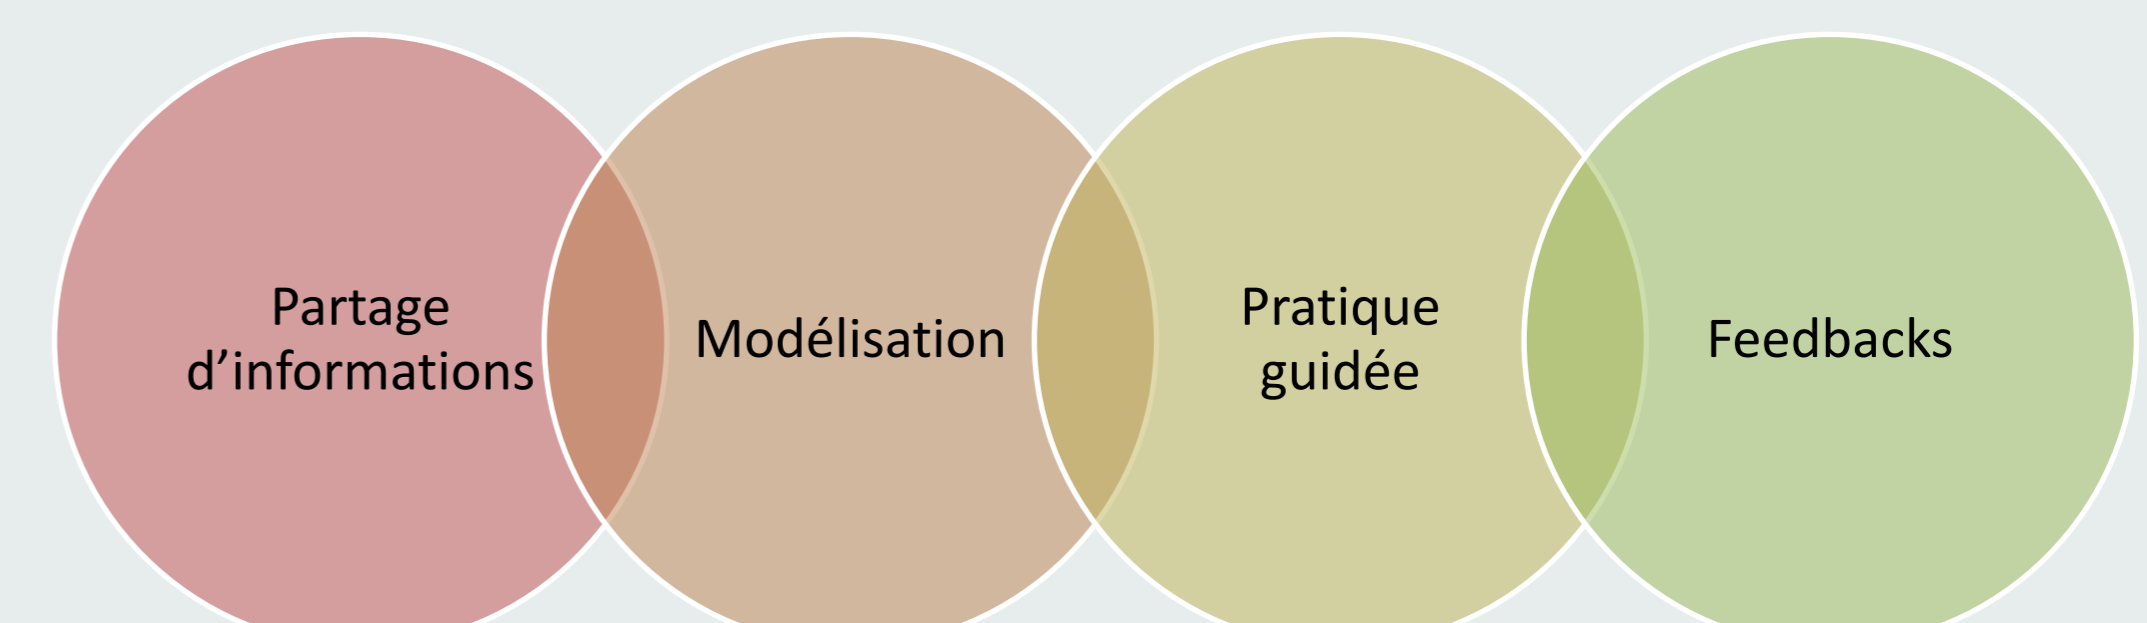 Partage
d’informations
Modélisation
Pratique
guidée
Feedbacks